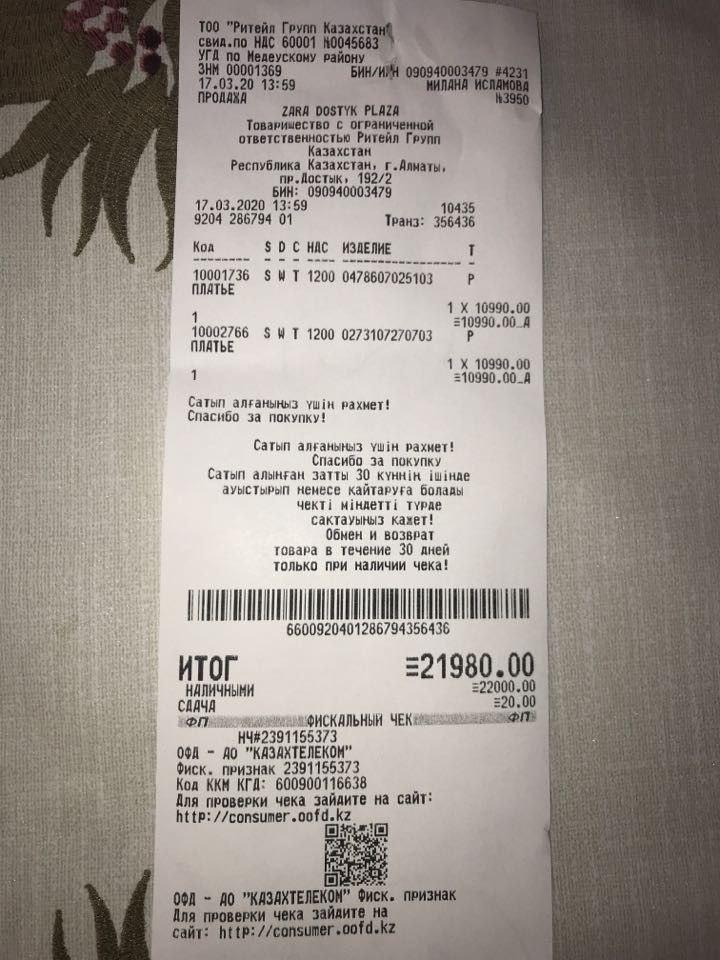 ТОО "Ритейл Групп Казахстан"
свид.по НДС 60001 №0045683
УГД по Медеускому району
ЗНМ 00001369 БИН/ИИН 090940003479 #4231
17.03.20 13:59 МИЛАНА ИСЛАМОВА
ПРОДАЖА №3950
ZARA DOSTYK PLAZA
Товариществo с ограниченной
ответственностью Ритейл Групп
Казахстан
Республика Казахстан, г.Алматы,
пр.Достык, 192/2
БИН: 090940003479
17.03.2020 13:59 10435
9204 286794 01 Транз: 356436
Код S D C НДС ИЗДЕЛИЕ T
10001736 S W T 1200 0478607025103 P
ПЛАТЬЕ
1 X 10990.00
1 =10990.00_А
10002766 S W T 1200 0273107270703 P
ПЛАТЬЕ
1 X 10990.00
1 =10990.00_А
Сатып алғаныңыз үшін рахмет!
Спасибо за покупку!
Сатып алғаныңыз үшін рахмет!
Спасибо за покупку
Сатып алынған затты 30 күннің ішінде
ауыстырып немесе қайтаруға болады
чекті міндетті түрде
сақтауыңыз қажет!
Обмен и возврат
товара в течение 30 дней
только при наличии чека!
6600920401286794356436
ИТОГ =21980.00
НАЛИЧНЫМИ =22000.00
СДАЧА =20.00
ФП ФИСКАЛЬНЫЙ ЧЕК ФП
НЧ#2391155373
ОФД - АО "КАЗАХТЕЛЕКОМ"
Фиск. признак 2391155373
Код ККМ КГД: 600900116638
Для проверки чека зайдите на сайт:
http://consumer.oofd.kz
ОФД - АО "КАЗАХТЕЛЕКОМ" Фиск. признак
Для проверки чека зайдите на
сайт: http://consumer.oofd.kz